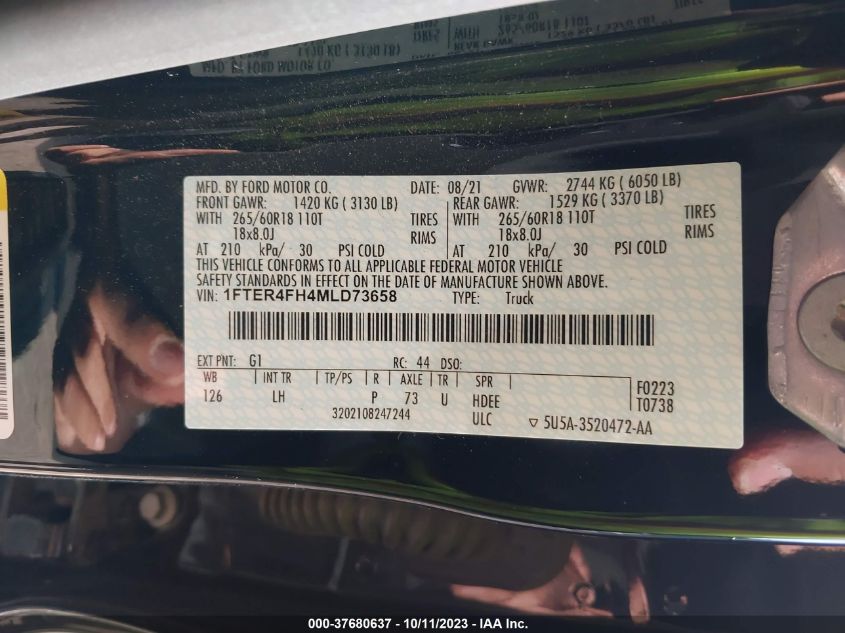 MFD. BY FORD MOTOR CO. DATE: 08/21 GVWR: 2744 KG ( 6050 LB)
FRONT GAWR: 1420 KG ( 3130 LB) REAR GAWR: 1529 KG ( 3370 LB)
WITH 265/60R18 110T TIRES WITH 265/60R18 110T TIRES
18x8.0J RIMS 18x8.0J RIMS
AT 210 kPa/ 30 PSI COLD AT 210 kPa/ 30 PSI COLD
THIS VEHICLE CONFORMS TO ALL APPLICABLE FEDERAL MOTOR VEHICLE
SAFETY STANDARDS IN EFFECT ON THE DATE OF MANUFACTURE SHOWN ABOVE.
VIN: 1FTER4FH4MLD73658 TYPE: Truck
EXT PNT: G1 RC: 44 DSO:
WB INT TR TP/PS R AXLE TR SPR F0223
126 LH P 73 U HDEE T0738
3202108247244 ULC ▽ 5U5A-3520472-AA
000-37680637 - 10/11/2023 - IAA Inc.